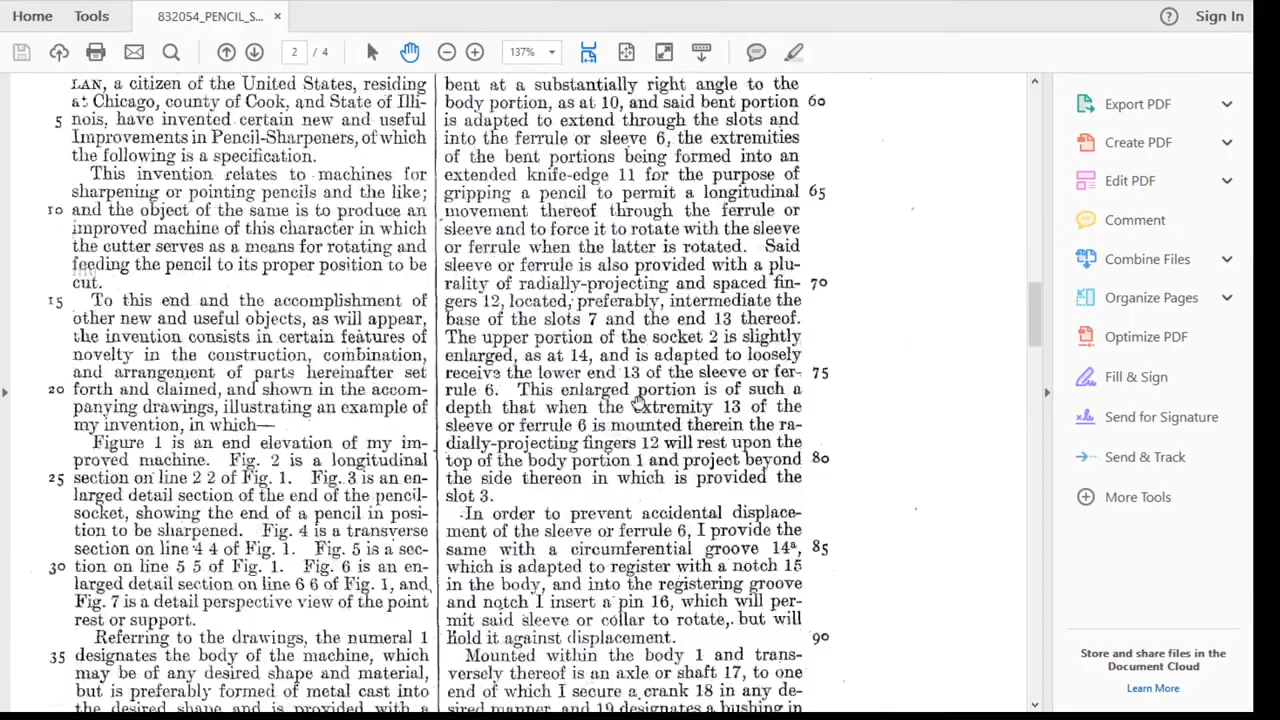 Home
Tools
832054_PENCIL_S...
×
Sign In
2 / 4
137%
LAN, a citizen of the United States, residing
at Chicago, county of Cook, and State of Illi-
5 nois, have invented certain new and useful
Improvements in Pencil-Sharpeners, of which
the following is a specification.
This invention relates to machines for
sharpening or pointing pencils and the like;
10 and the object of the same is to produce an
improved machine of this character in which
the cutter serves as a means for rotating and
feeding the pencil to its proper position to be
cut.
15 To this end and the accomplishment of
other new and useful objects, as will appear,
the invention consists in certain features of
novelty in the construction, combination,
and arrangement of parts hereinafter set
20 forth and claimed, and shown in the accom-
panying drawings, illustrating an example of
my invention, in which—
Figure 1 is an end elevation of my im-
proved machine. Fig. 2 is a longitudinal
25 section on line 2 2 of Fig. 1. Fig. 3 is an en-
larged detail section of the end of the pencil-
socket, showing the end of a pencil in posi-
tion to be sharpened. Fig. 4 is a transverse
section on line 4 4 of Fig. 1. Fig. 5 is a sec-
30 tion on line 5 5 of Fig. 1. Fig. 6 is an en-
larged detail section on line 6 6 of Fig. 1, and
Fig. 7 is a detail perspective view of the point
rest or support.
Referring to the drawings, the numeral 1
35 designates the body of the machine, which
may be of any desired shape and material,
but is preferably formed of metal cast into
the desired shape and is provided with a
bent at a substantially right angle to the
body portion, as at 10, and said bent portion 60
is adapted to extend through the slots and
into the ferrule or sleeve 6, the extremities
of the bent portions being formed into an
extended knife-edge 11 for the purpose of
gripping a pencil to permit a longitudinal 65
movement thereof through the ferrule or
sleeve and to force it to rotate with the sleeve
or ferrule when the latter is rotated. Said
sleeve or ferrule is also provided with a plu-
rality of radially-projecting and spaced fin- 70
gers 12, located, preferably, intermediate the
base of the slots 7 and the end 13 thereof.
The upper portion of the socket 2 is slightly
enlarged, as at 14, and is adapted to loosely
receive the lower end 13 of the sleeve or fer- 75
rule 6. This enlarged portion is of such a
depth that when the extremity 13 of the
sleeve or ferrule 6 is mounted therein the ra-
dially-projecting fingers 12 will rest upon the
top of the body portion 1 and project beyond 80
the side thereon in which is provided the
slot 3.
In order to prevent accidental displace-
ment of the sleeve or ferrule 6, I provide the
same with a circumferential groove 14ª, 85
which is adapted to register with a notch 15
in the body, and into the registering groove
and notch I insert a pin 16, which will per-
mit said sleeve or collar to rotate, but will
hold it against displacement. 90
Mounted within the body 1 and trans-
versely thereof is an axle or shaft 17, to one
end of which I secure a crank 18 in any de-
sired manner, and 19 designates a bushing in
Export PDF
Create PDF
Edit PDF
Comment
Combine Files
Organize Pages
Optimize PDF
Fill & Sign
Send for Signature
Send & Track
More Tools
Store and share files in the
Document Cloud
Learn More